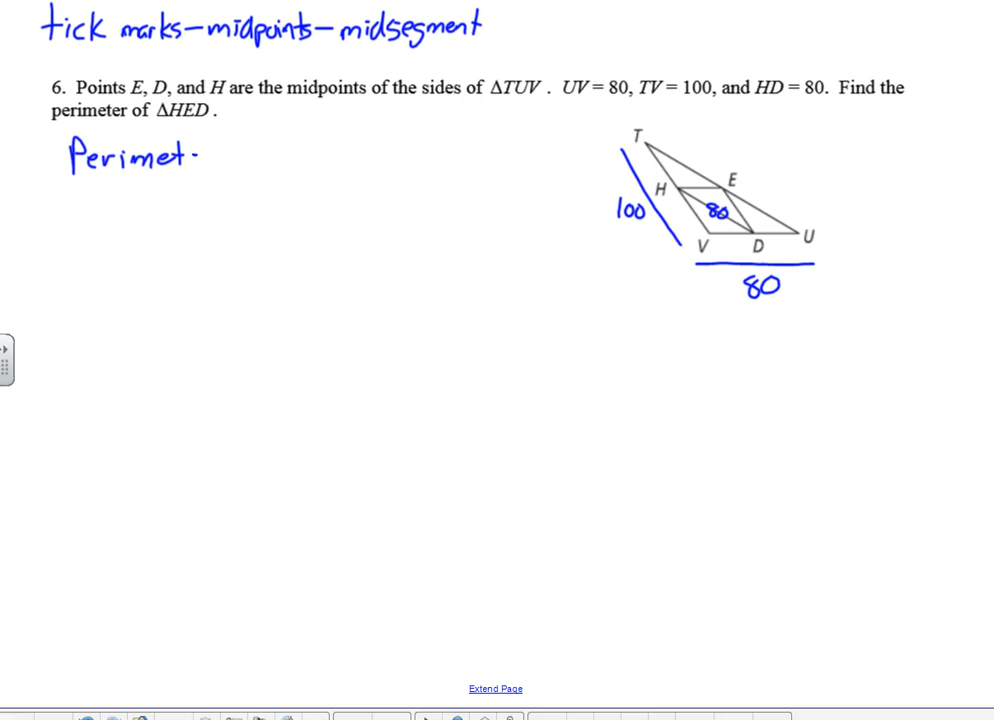 tick marks-midpoints-midsegment
6. Points E, D, and H are the midpoints of the sides of ΔTUV. UV = 80, TV = 100, and HD = 80. Find the
perimeter of ΔHED.
Perimet
T
H
E
100
80
V
D
U
80
Extend Page